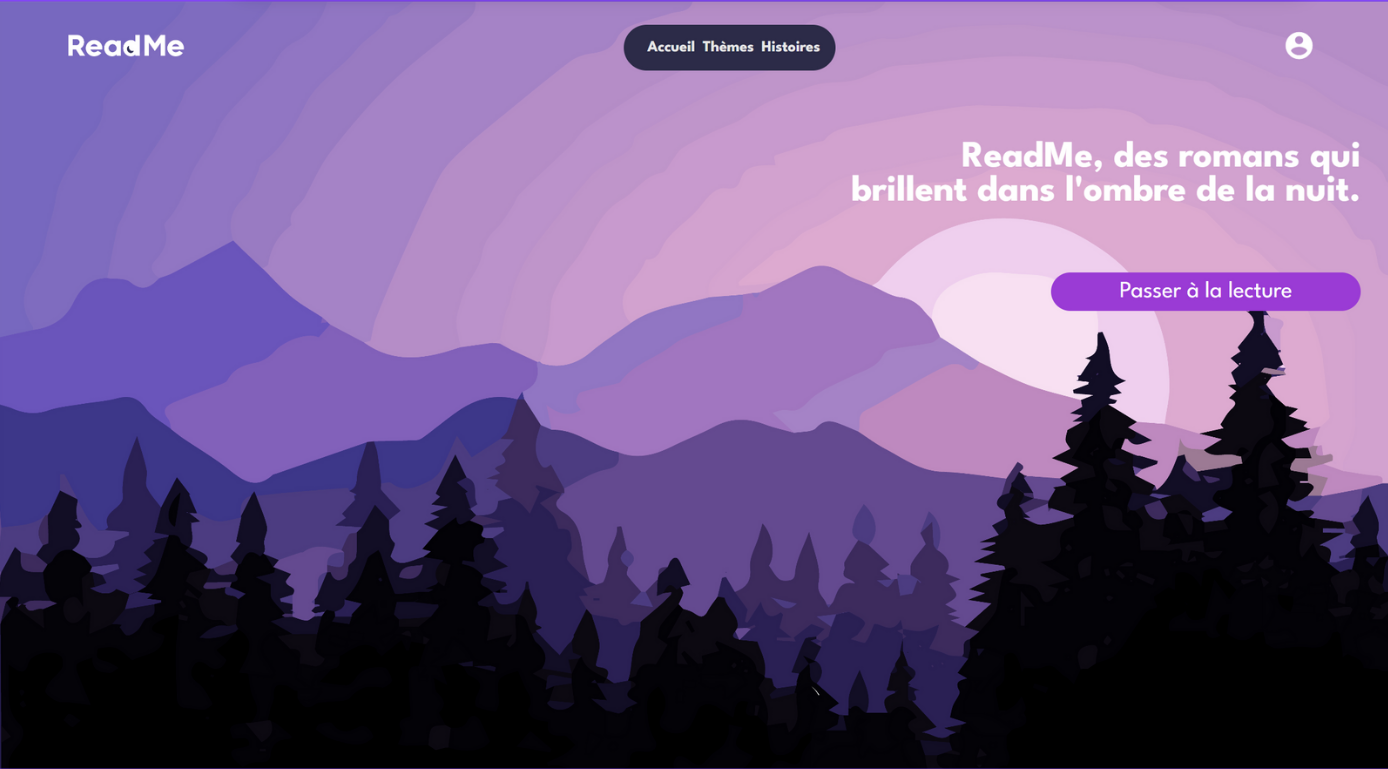 ReadMe
Accueil Thèmes Histoires
ReadMe, des romans qui
brillent dans l'ombre de la nuit.
Passer à la lecture